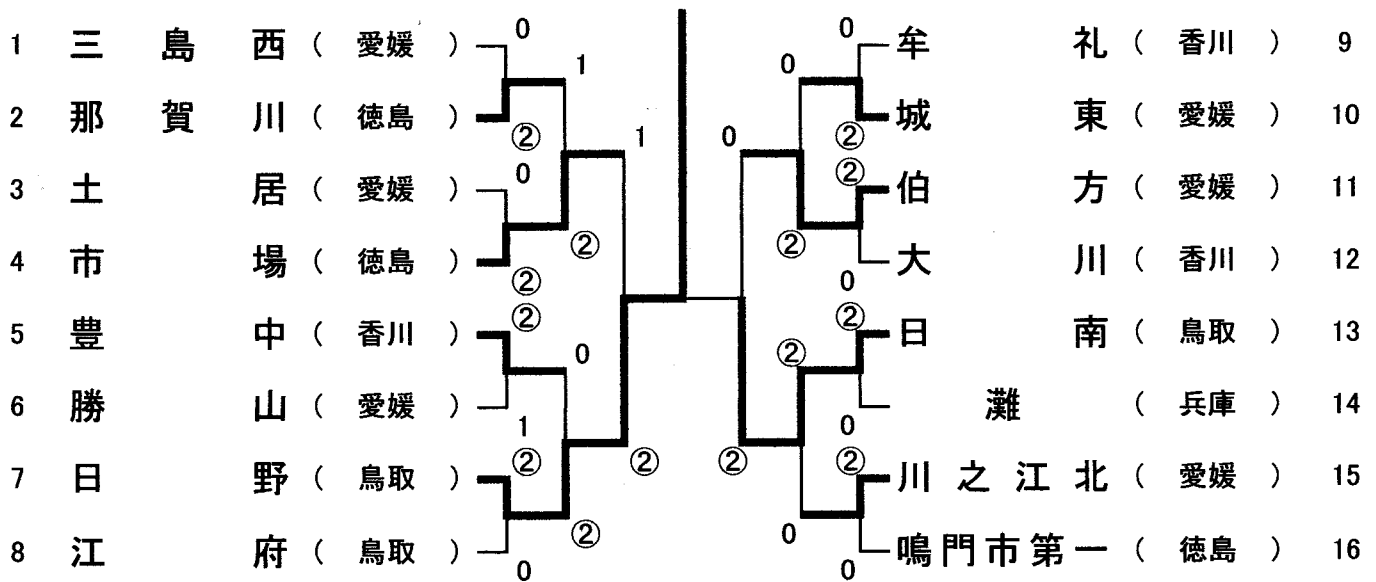 1 三島西 ( 愛媛 )
0
2 那賀川 ( 徳島 )
②
1
3 土居 ( 愛媛 )
0
4 市場 ( 徳島 )
②
②
1
5 豊中 ( 香川 )
②
6 勝山 ( 愛媛 )
1
0
7 日野 ( 鳥取 )
②
8 江府 ( 鳥取 )
0
②
②
牟礼 ( 香川 ) 9
0
城東 ( 愛媛 ) 10
②
0
伯方 ( 愛媛 ) 11
②
大川 ( 香川 ) 12
0
②
0
日南 ( 鳥取 ) 13
②
灘 ( 兵庫 ) 14
0
②
川之江北 ( 愛媛 ) 15
②
鳴門市第一 ( 徳島 ) 16
0
0
②